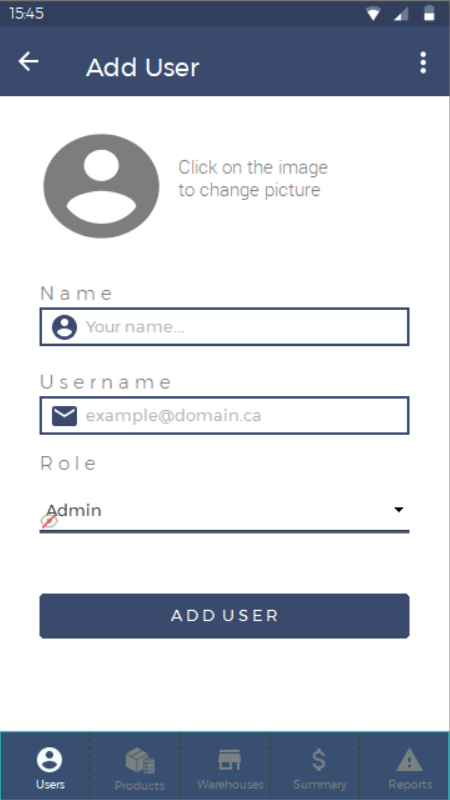 15:45
Add User
Click on the image
to change picture
Name
Your name...
Username
example@domain.ca
Role
Admin
ADD USER
Users
Products
Warehouses
Summary
Reports